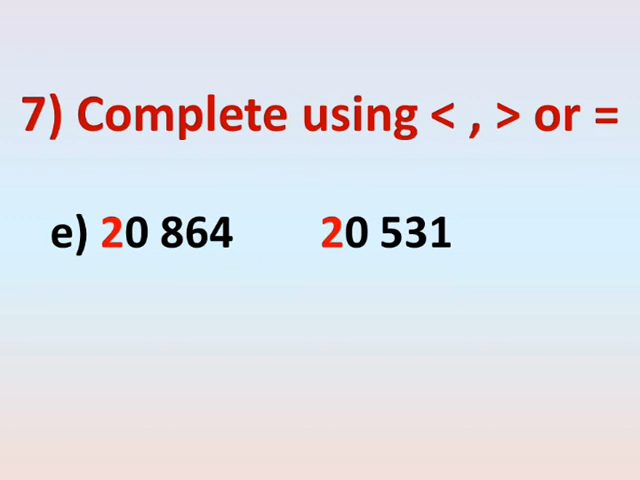 7) Complete using < , > or =
e) 20 864 20 531